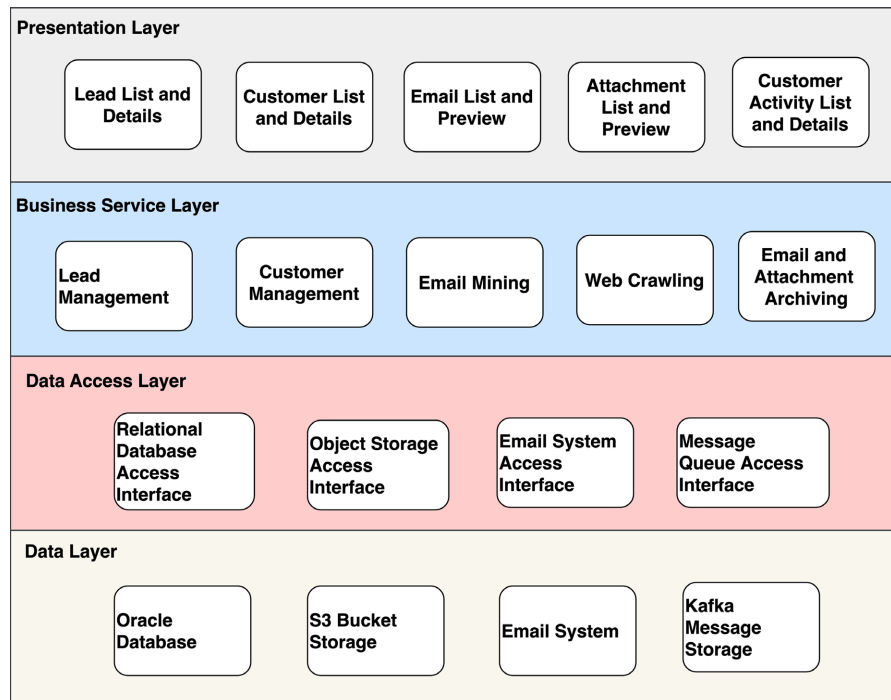 Presentation Layer
Lead List and
Details
Customer List
and Details
Email List and
Preview
Attachment
List and
Preview
Customer
Activity List
and Details
Business Service Layer
Lead
Management
Customer
Management
Email Mining
Web Crawling
Email and
Attachment
Archiving
Data Access Layer
Relational
Database
Access
Interface
Object Storage
Access
Interface
Email System
Access
Interface
Message
Queue Access
Interface
Data Layer
Oracle
Database
S3 Bucket
Storage
Email System
Kafka
Message
Storage